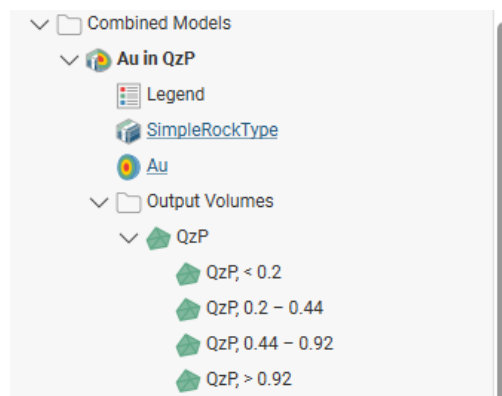 Combined Models
Au in QzP
Legend
SimpleRockType
Au
Output Volumes
QzP
QzP, < 0.2
QzP, 0.2 – 0.44
QzP, 0.44 – 0.92
QzP, > 0.92